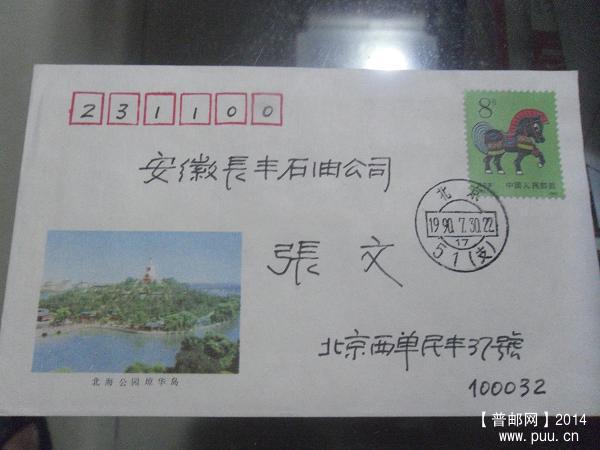 231100
8分
安徽長丰石油公司
中国人民邮政
北京
1990.7.30.22
17
51(支)
張文
北京西单民丰37號
100032
北海公园琼华岛
【普邮网】2014
www.puu.cn